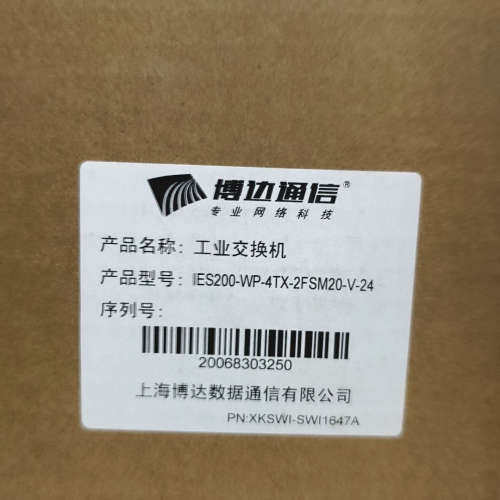 博达通信®
专业网络科技
产品名称: 工业交换机
产品型号: IES200-WP-4TX-2FSM20-V-24
序列号:
20068303250
上海博达数据通信有限公司
PN:XKSWI-SWI1647A